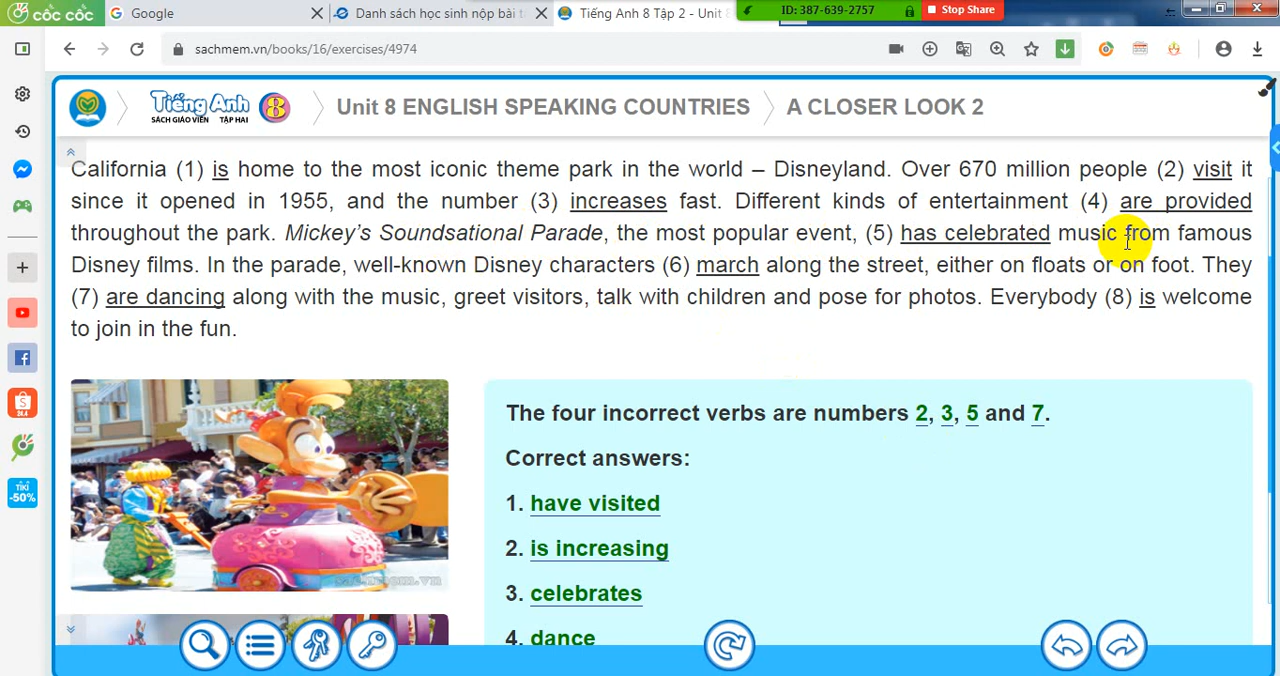 cốc cốc
Google
Danh sách học sinh nộp bài t
Tiếng Anh 8 Tập 2 - Unit 8
ID: 387-639-2757
Stop Share
sachmem.vn/books/16/exercises/4974
Tiếng Anh 8
SÁCH GIÁO VIÊN TẬP HAI
Unit 8 ENGLISH SPEAKING COUNTRIES
A CLOSER LOOK 2
California (1) is home to the most iconic theme park in the world – Disneyland. Over 670 million people (2) visit it
since it opened in 1955, and the number (3) increases fast. Different kinds of entertainment (4) are provided
throughout the park. Mickey’s Soundsational Parade, the most popular event, (5) has celebrated music from famous
Disney films. In the parade, well-known Disney characters (6) march along the street, either on floats or on foot. They
(7) are dancing along with the music, greet visitors, talk with children and pose for photos. Everybody (8) is welcome
to join in the fun.
The four incorrect verbs are numbers 2, 3, 5 and 7.
Correct answers:
1. have visited
2. is increasing
3. celebrates
4. dance
sachmem.vn
TIKI
-50%